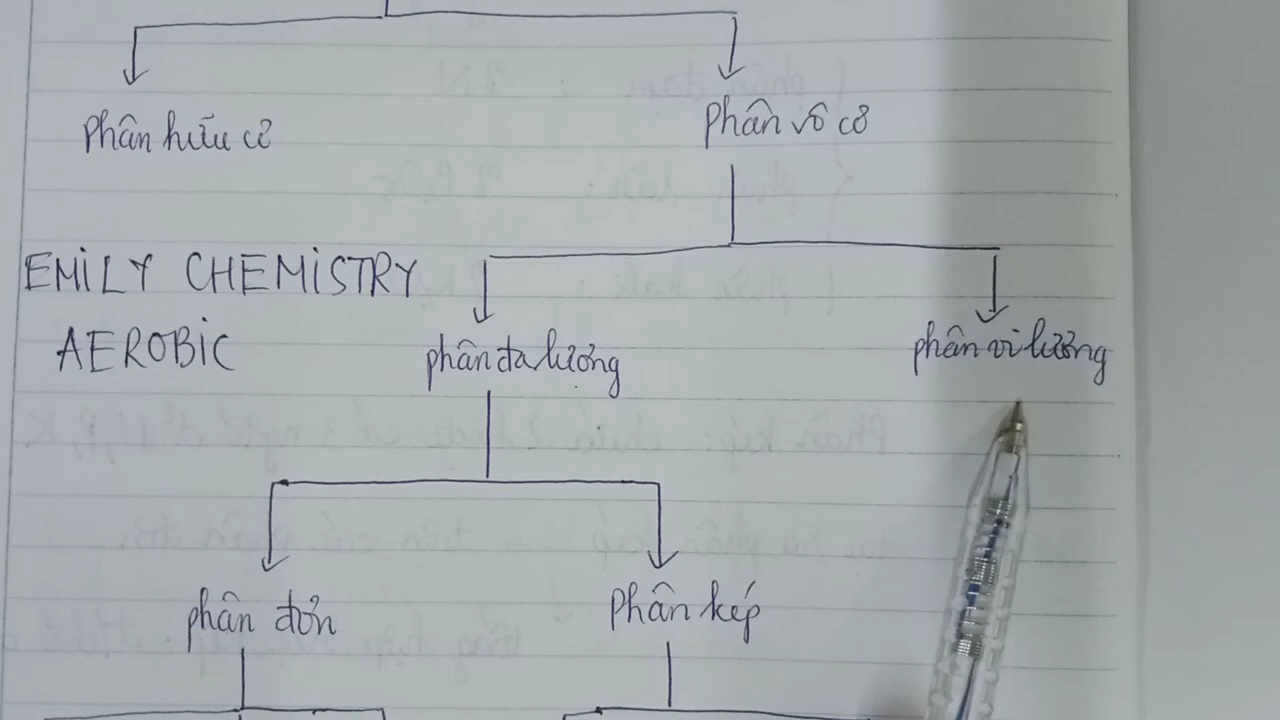 phân hữu cơ
phân vô cơ
EMILY CHEMISTRY
AEROBIC
phân đa lượng
phân vi lượng
phân đơn
phân kép